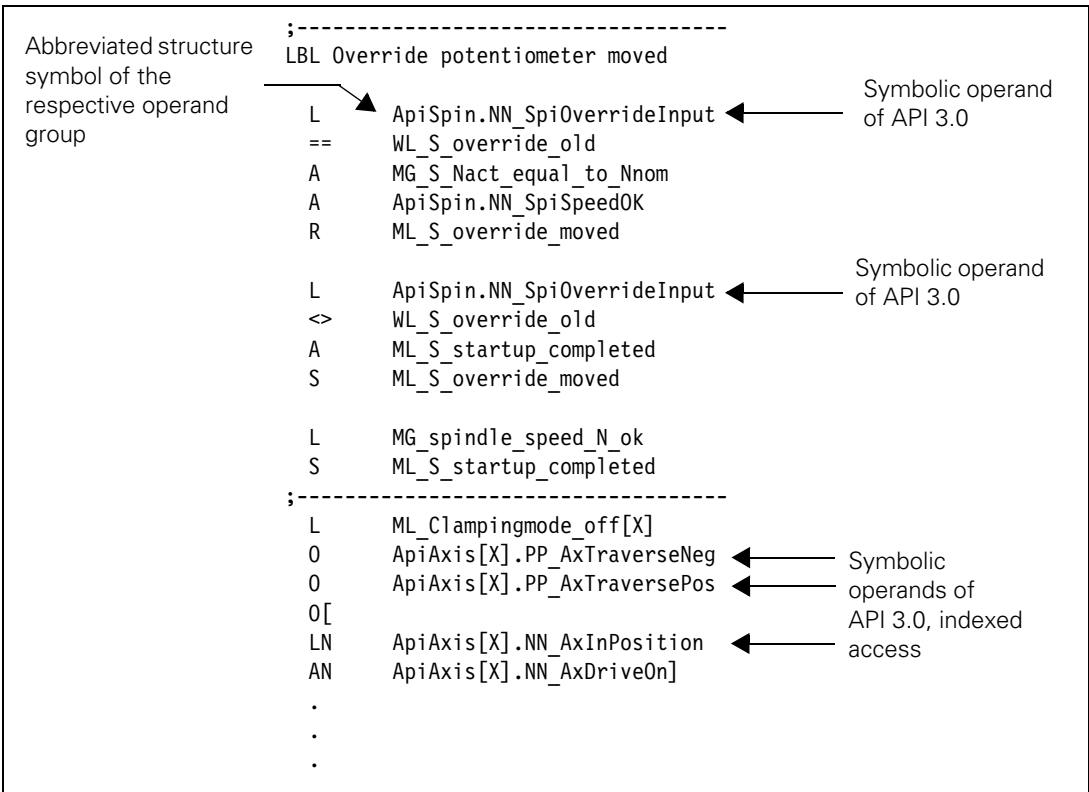 Abbreviated structure
symbol of the
respective operand
group
;------------------------------------
LBL Override potentiometer moved
L ApiSpin.NN_SpiOverrideInput
== WL_S_override_old
A MG_S_Nact_equal_to_Nnom
A ApiSpin.NN_SpiSpeedOK
R ML_S_override_moved
Symbolic operand
of API 3.0
L ApiSpin.NN_SpiOverrideInput
<> WL_S_override_old
A ML_S_startup_completed
S ML_S_override_moved
Symbolic operand
of API 3.0
L MG_spindle_speed_N_ok
S ML_S_startup_completed
;------------------------------------
L ML_Clampingmode_off[X]
O ApiAxis[X].PP_AxTraverseNeg
O ApiAxis[X].PP_AxTraversePos
O[
LN ApiAxis[X].NN_AxInPosition
AN ApiAxis[X].NN_AxDriveOn]
.
.
.
Symbolic
operands of
API 3.0, indexed
access